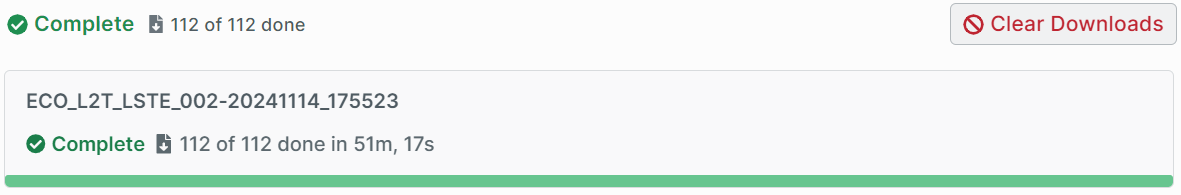 Complete 112 of 112 done
Clear Downloads
ECO_L2T_LSTE_002-20241114_175523
Complete 112 of 112 done in 51m, 17s